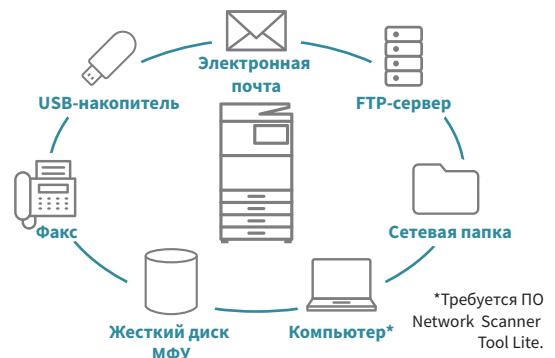 Электронная
почта
USB-накопитель
FTP-сервер
Факс
Сетевая папка
Жесткий диск
МФУ
Компьютер*
*Требуется ПО
Network Scanner
Tool Lite.